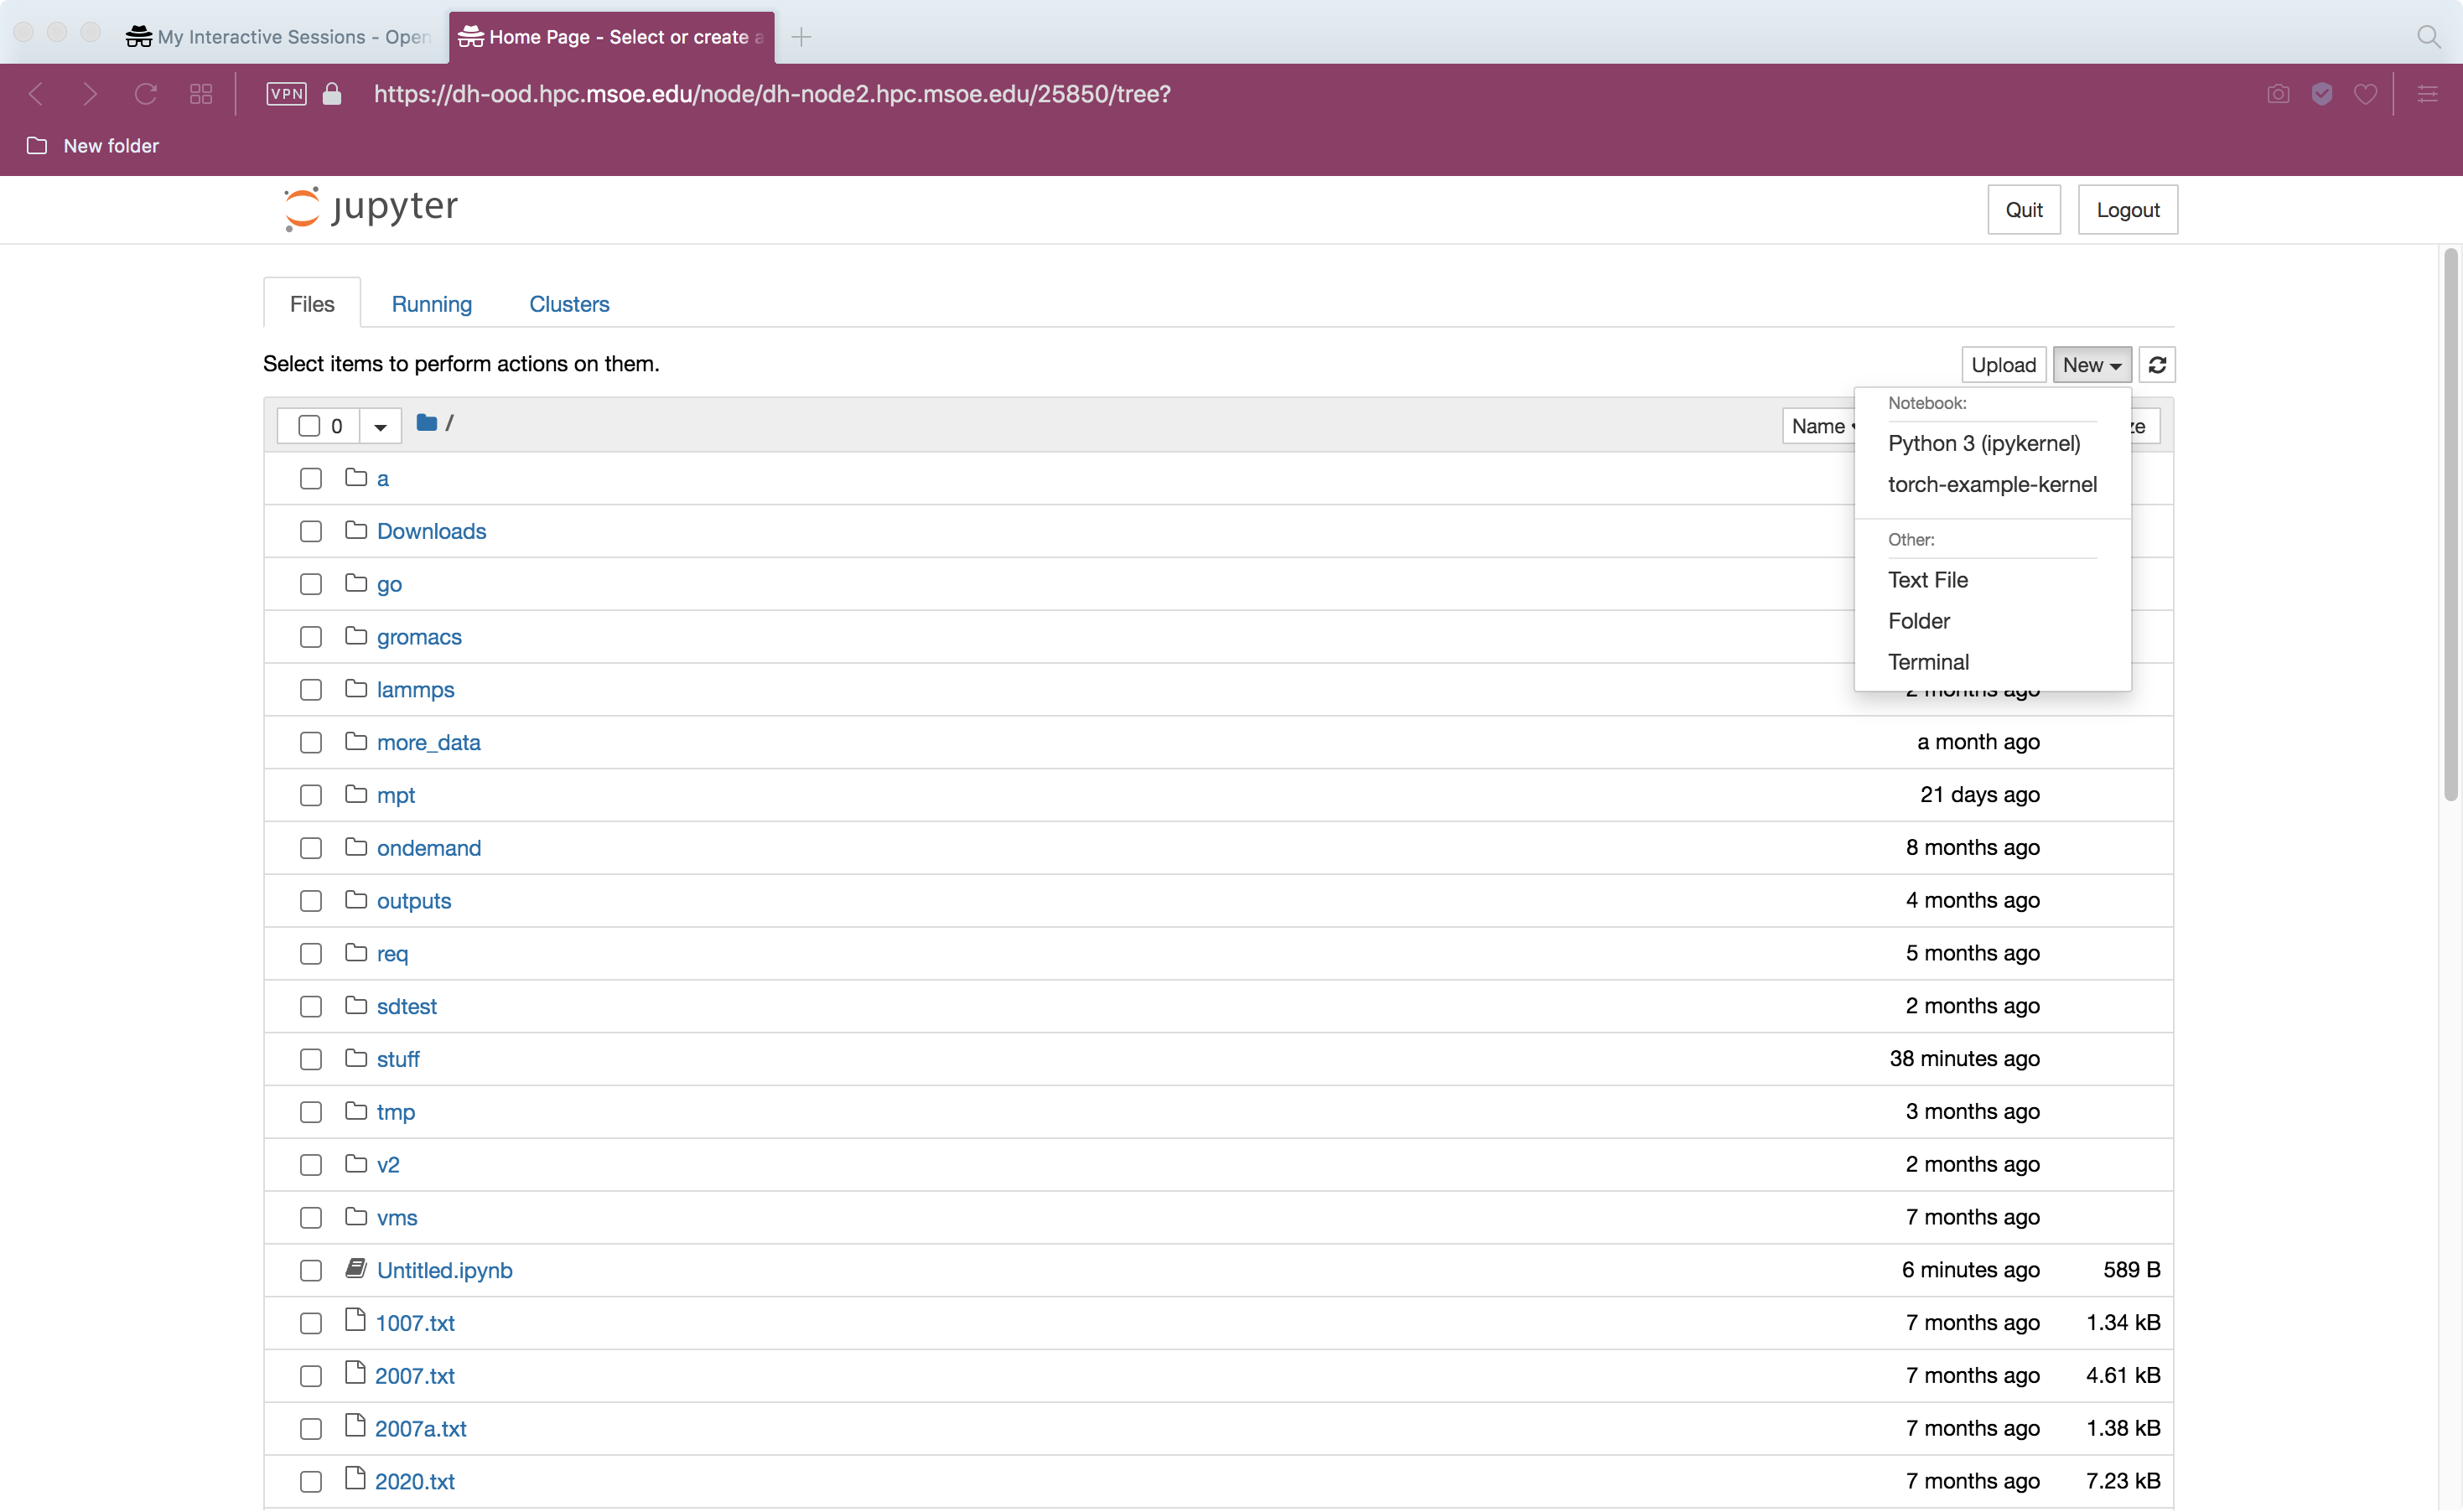 My Interactive Sessions - Open
Home Page - Select or create a
VPN
https://dh-ood.hpc.msoe.edu/node/dh-node2.hpc.msoe.edu/25850/tree?
New folder
jupyter
Quit
Logout
Files
Running
Clusters
Select items to perform actions on them.
Upload
New
0
/
Name
Notebook:
Python 3 (ipykernel)
torch-example-kernel
Other:
Text File
Folder
Terminal
a
Downloads
go
gromacs
lammps 2 months ago
more_data a month ago
mpt 21 days ago
ondemand 8 months ago
outputs 4 months ago
req 5 months ago
sdtest 2 months ago
stuff 38 minutes ago
tmp 3 months ago
v2 2 months ago
vms 7 months ago
Untitled.ipynb 6 minutes ago 589 B
1007.txt 7 months ago 1.34 kB
2007.txt 7 months ago 4.61 kB
2007a.txt 7 months ago 1.38 kB
2020.txt 7 months ago 7.23 kB